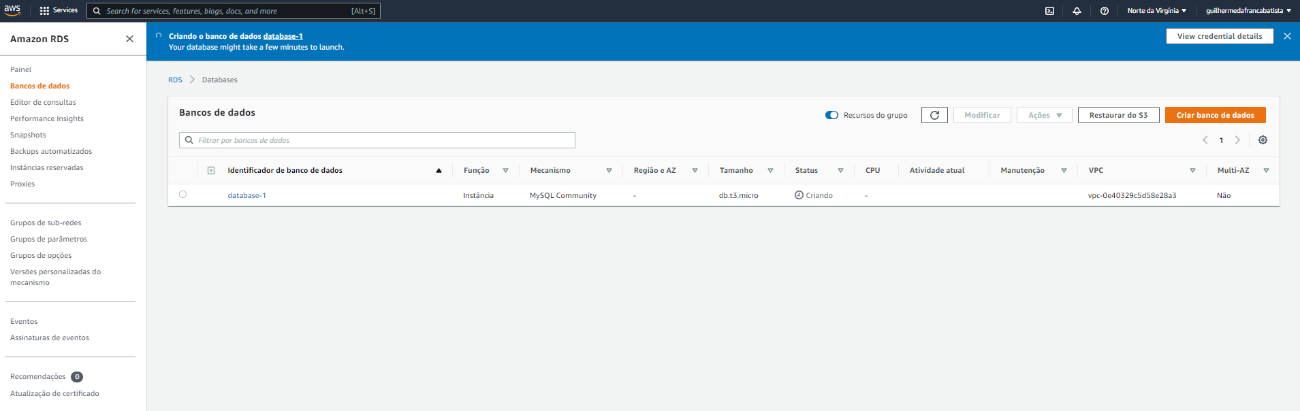 aws Services Search for services, features, blogs, docs, and more [Alt+S] Norte da Virgínia guilhermedafrancabatista
Amazon RDS
Painel
Bancos de dados
Editor de consultas
Performance Insights
Snapshots
Backups automatizados
Instâncias reservadas
Proxies
Grupos de sub-redes
Grupos de parâmetros
Grupos de opções
Versões personalizadas do
mecanismo
Eventos
Assinaturas de eventos
Recomendações 0
Atualização de certificado
Criando o banco de dados database-1
Your database might take a few minutes to launch.
View credential details
RDS > Databases
Bancos de dados
Recursos do grupo Modificar Ações Restaurar do S3 Criar banco de dados
Filtrar por bancos de dados
1
Identificador de banco de dados Função Mecanismo Região e AZ Tamanho Status CPU Atividade atual Manutenção VPC Multi-AZ
database-1 Instância MySQL Community - db.t3.micro Criando - vpc-0e40329c5d58e28a3 Não